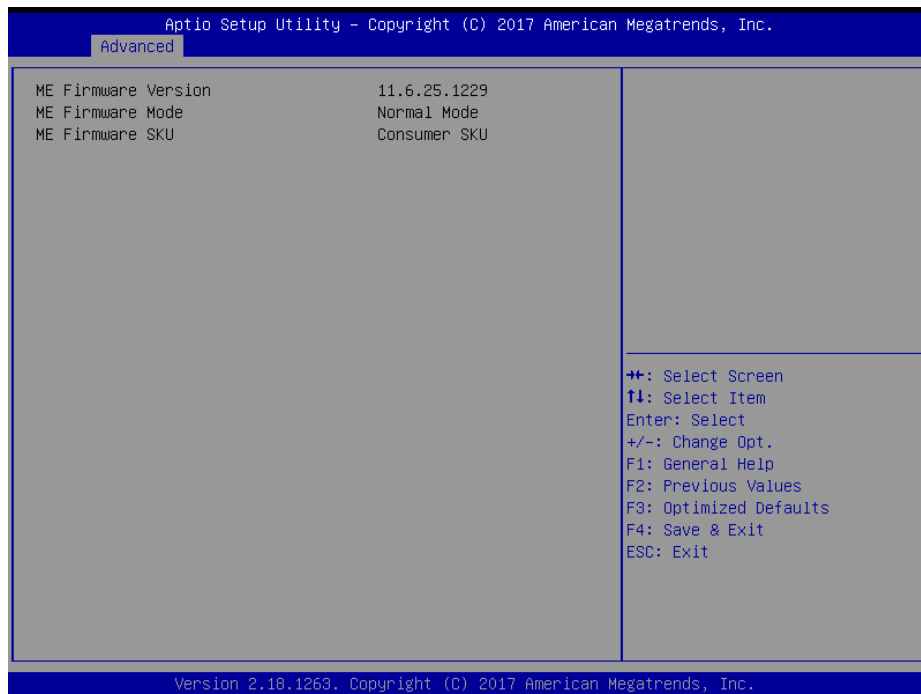 Aptio Setup Utility – Copyright (C) 2017 American Megatrends, Inc.
Advanced
ME Firmware Version 11.6.25.1229
ME Firmware Mode Normal Mode
ME Firmware SKU Consumer SKU
→←: Select Screen
↑↓: Select Item
Enter: Select
+/-: Change Opt.
F1: General Help
F2: Previous Values
F3: Optimized Defaults
F4: Save & Exit
ESC: Exit
Version 2.18.1263. Copyright (C) 2017 American Megatrends, Inc.